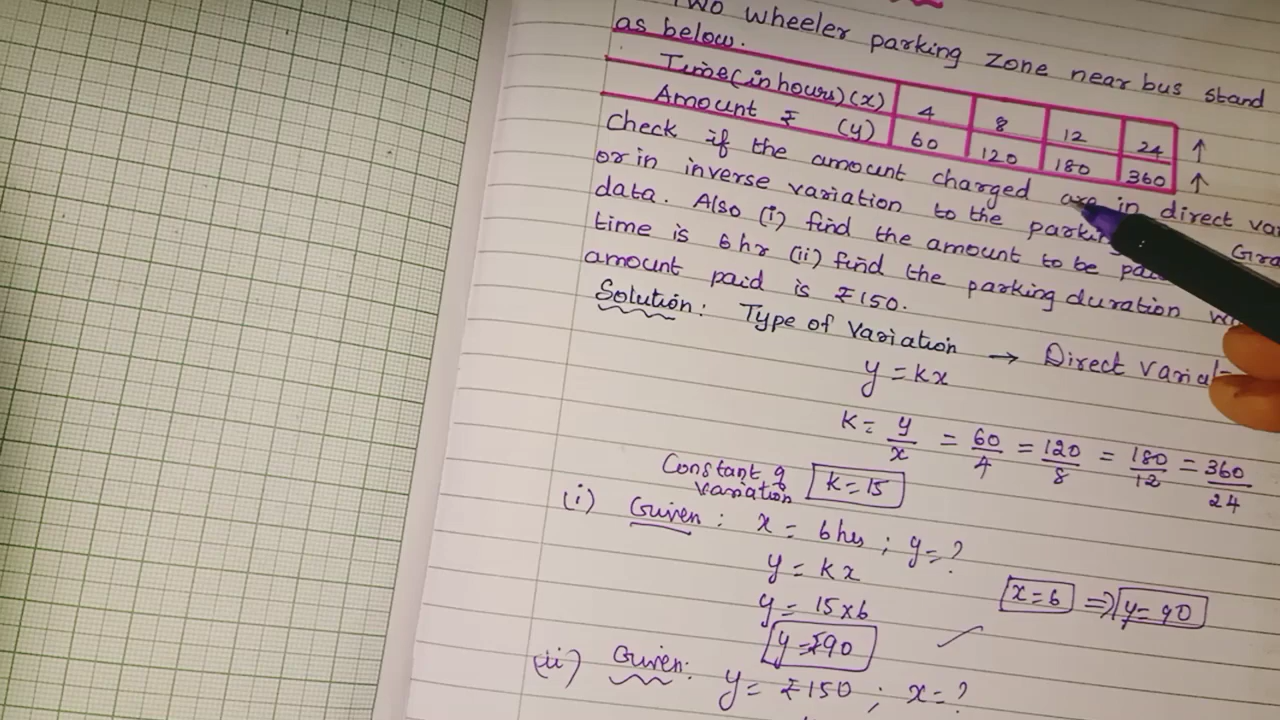 Two wheeler parking zone near bus stand
as below.
Time (in hours) (x) 4 8 12 24 ↑
Amount ₹ (y) 60 120 180 360 ↑
Check if the amount charged are in direct
or in inverse variation to the
data. Also (i) find the amount to be
time is 6 hr (ii) find the parking duration
amount paid is ₹150.
Solution: Type of Variation → Direct
y = kx
k = y/x = 60/4 = 120/8 = 180/12 = 360/24
Constant of
variation k = 15
(i) Given: x = 6 hrs ; y = ?
y = kx
y = 15 × 6 x = 6 ⇒ y = 90
y = ₹90
(ii) Given: y = ₹150 ; x = ?